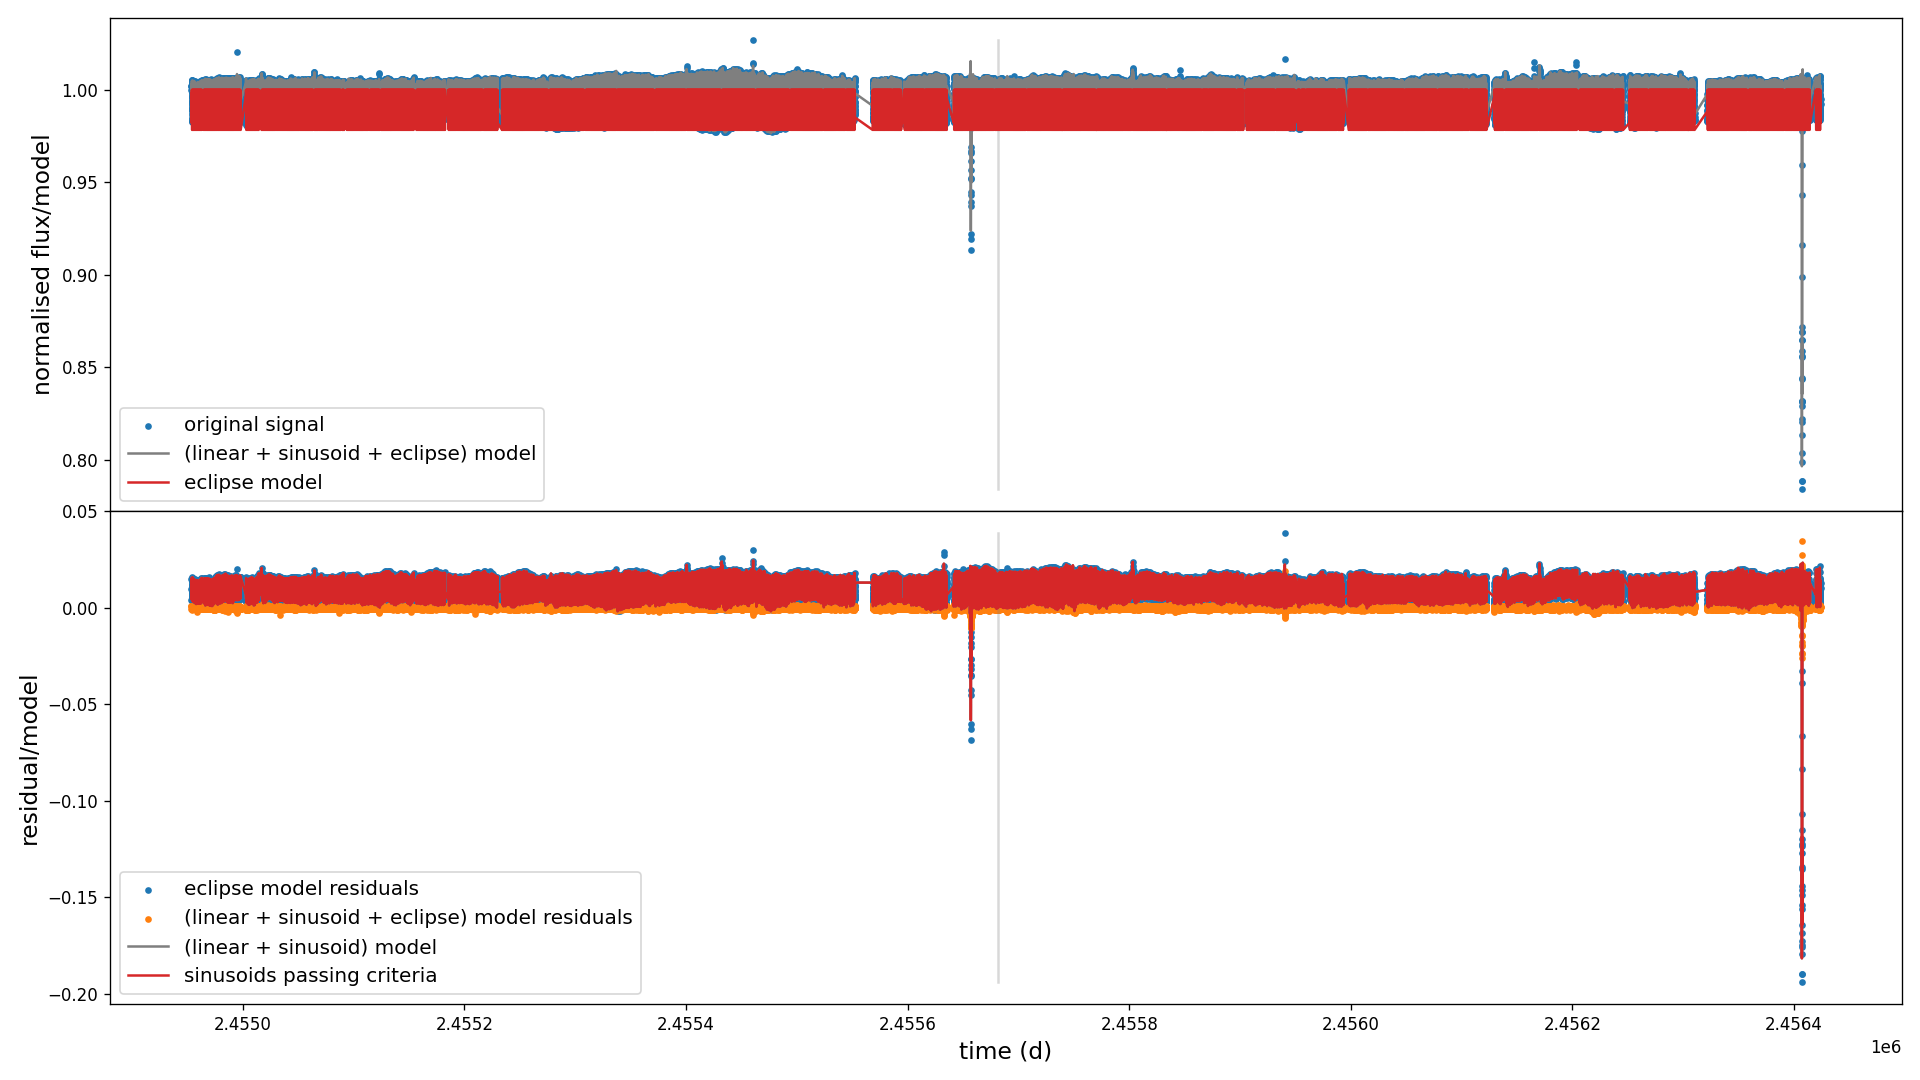 normalised flux/model
1.00
0.95
0.90
0.85
0.80
original signal
(linear + sinusoid + eclipse) model
eclipse model
residual/model
0.05
0.00
−0.05
−0.10
−0.15
−0.20
eclipse model residuals
(linear + sinusoid + eclipse) model residuals
(linear + sinusoid) model
sinusoids passing criteria
2.4550 2.4552 2.4554 2.4556 2.4558 2.4560 2.4562 2.4564
time (d)
1e6